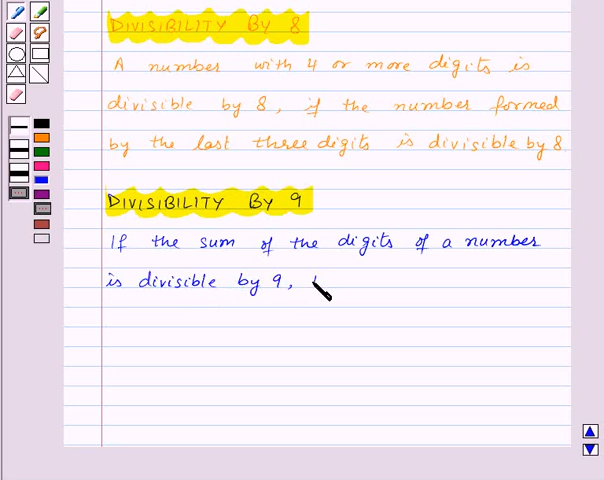 DIVISIBILITY BY 8
A number with 4 or more digits is
divisible by 8, if the number formed
by the last three digits is divisible by 8
DIVISIBILITY BY 9
If the sum of the digits of a number
is divisible by 9,